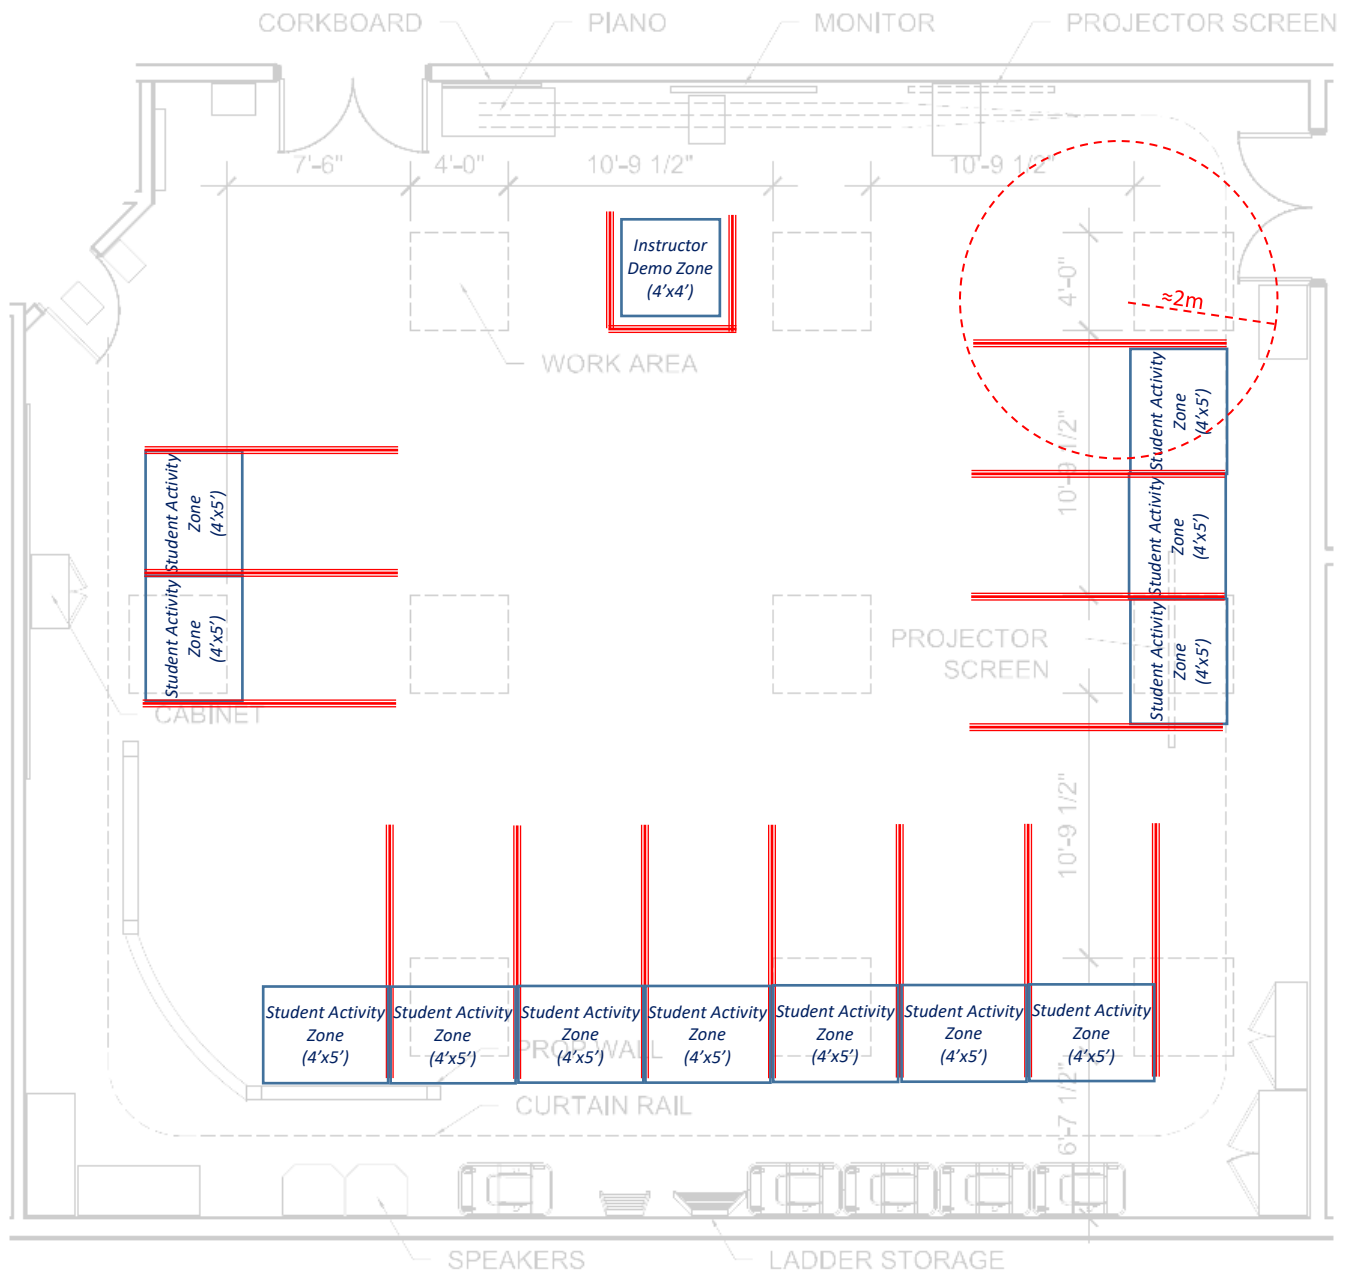 CORKBOARD
PIANO
MONITOR
PROJECTOR SCREEN
7'-6"
4'-0"
10'-9 1/2"
10'-9 1/2"
Instructor
Demo Zone
(4'x4')
4'-0"
≈2m
WORK AREA
Student Activity
Zone
(4'x5')
10'-9 1/2"
Student Activity
Zone
(4'x5')
Student Activity
Zone
(4'x5')
Student Activity
Zone
(4'x5')
Student Activity
Zone
(4'x5')
PROJECTOR
SCREEN
CABINET
10'-9 1/2"
Student Activity
Zone
(4'x5')
Student Activity
Zone
(4'x5')
Student Activity
Zone
(4'x5')
Student Activity
Zone
(4'x5')
Student Activity
Zone
(4'x5')
Student Activity
Zone
(4'x5')
Student Activity
Zone
(4'x5')
PROP WALL
CURTAIN RAIL
6'-7 1/2"
SPEAKERS
LADDER STORAGE